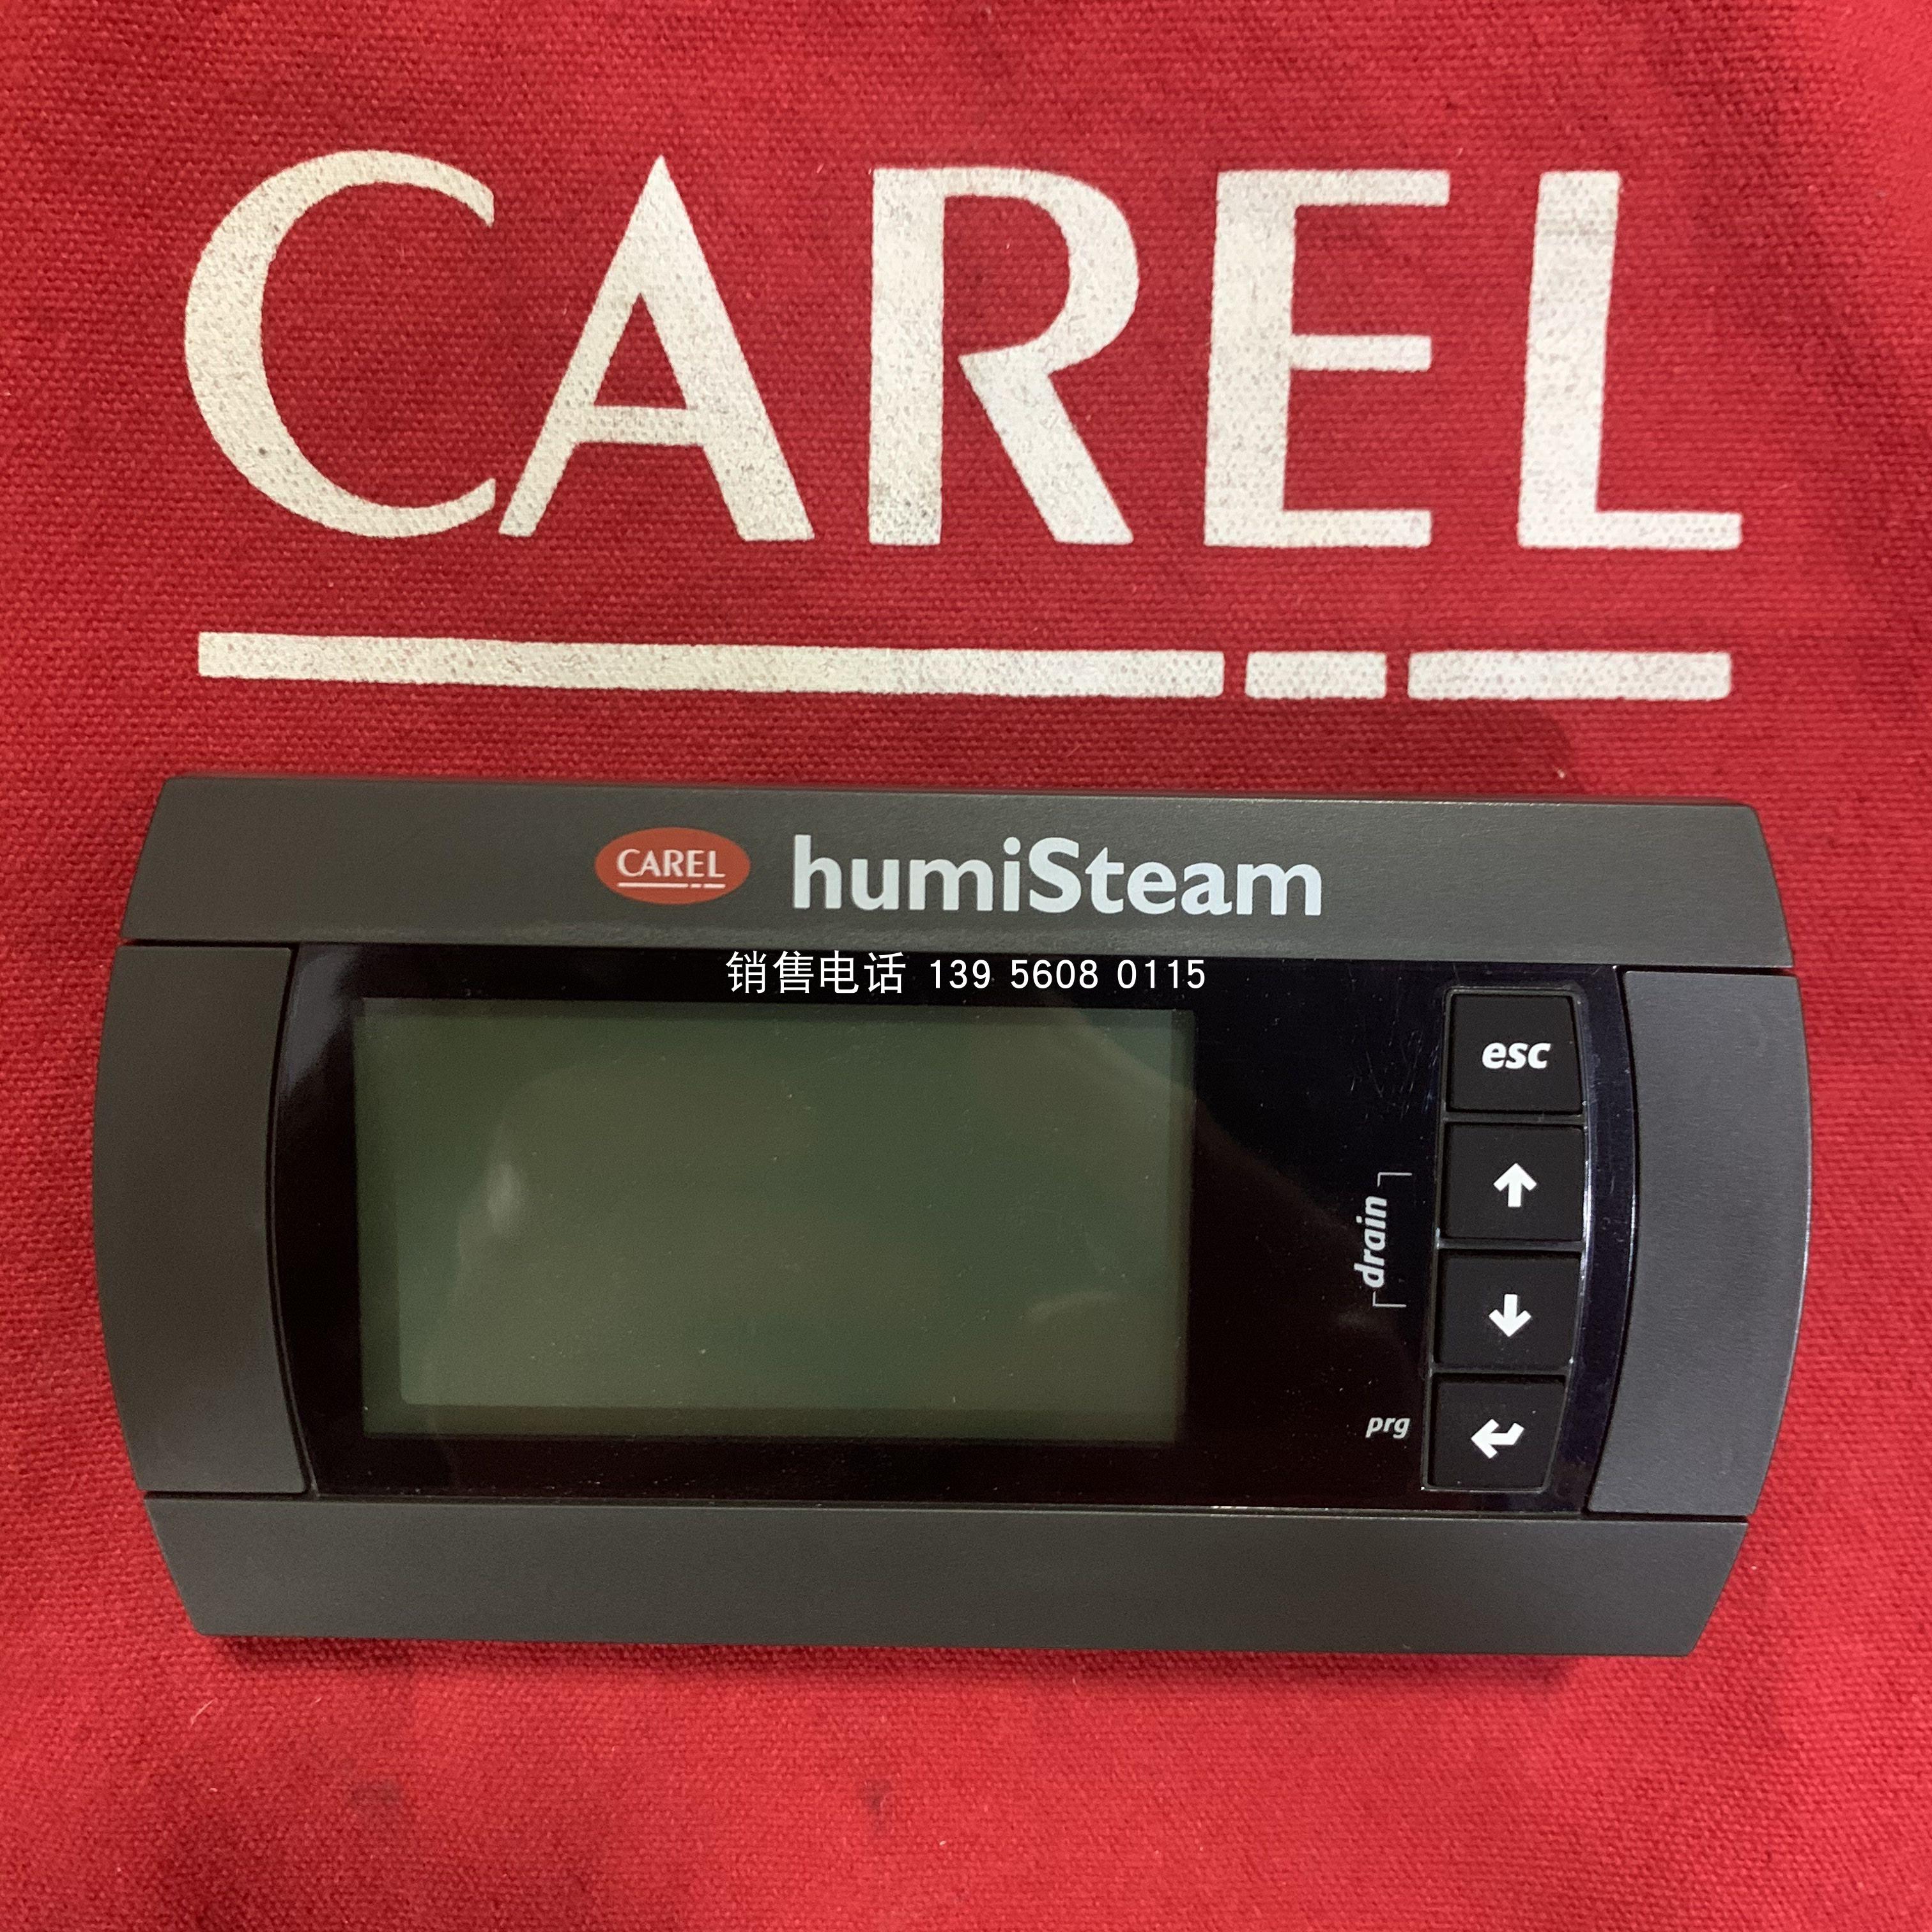 CAREL
CAREL humiSteam
销售电话 139 5608 0115
esc
drain
prg